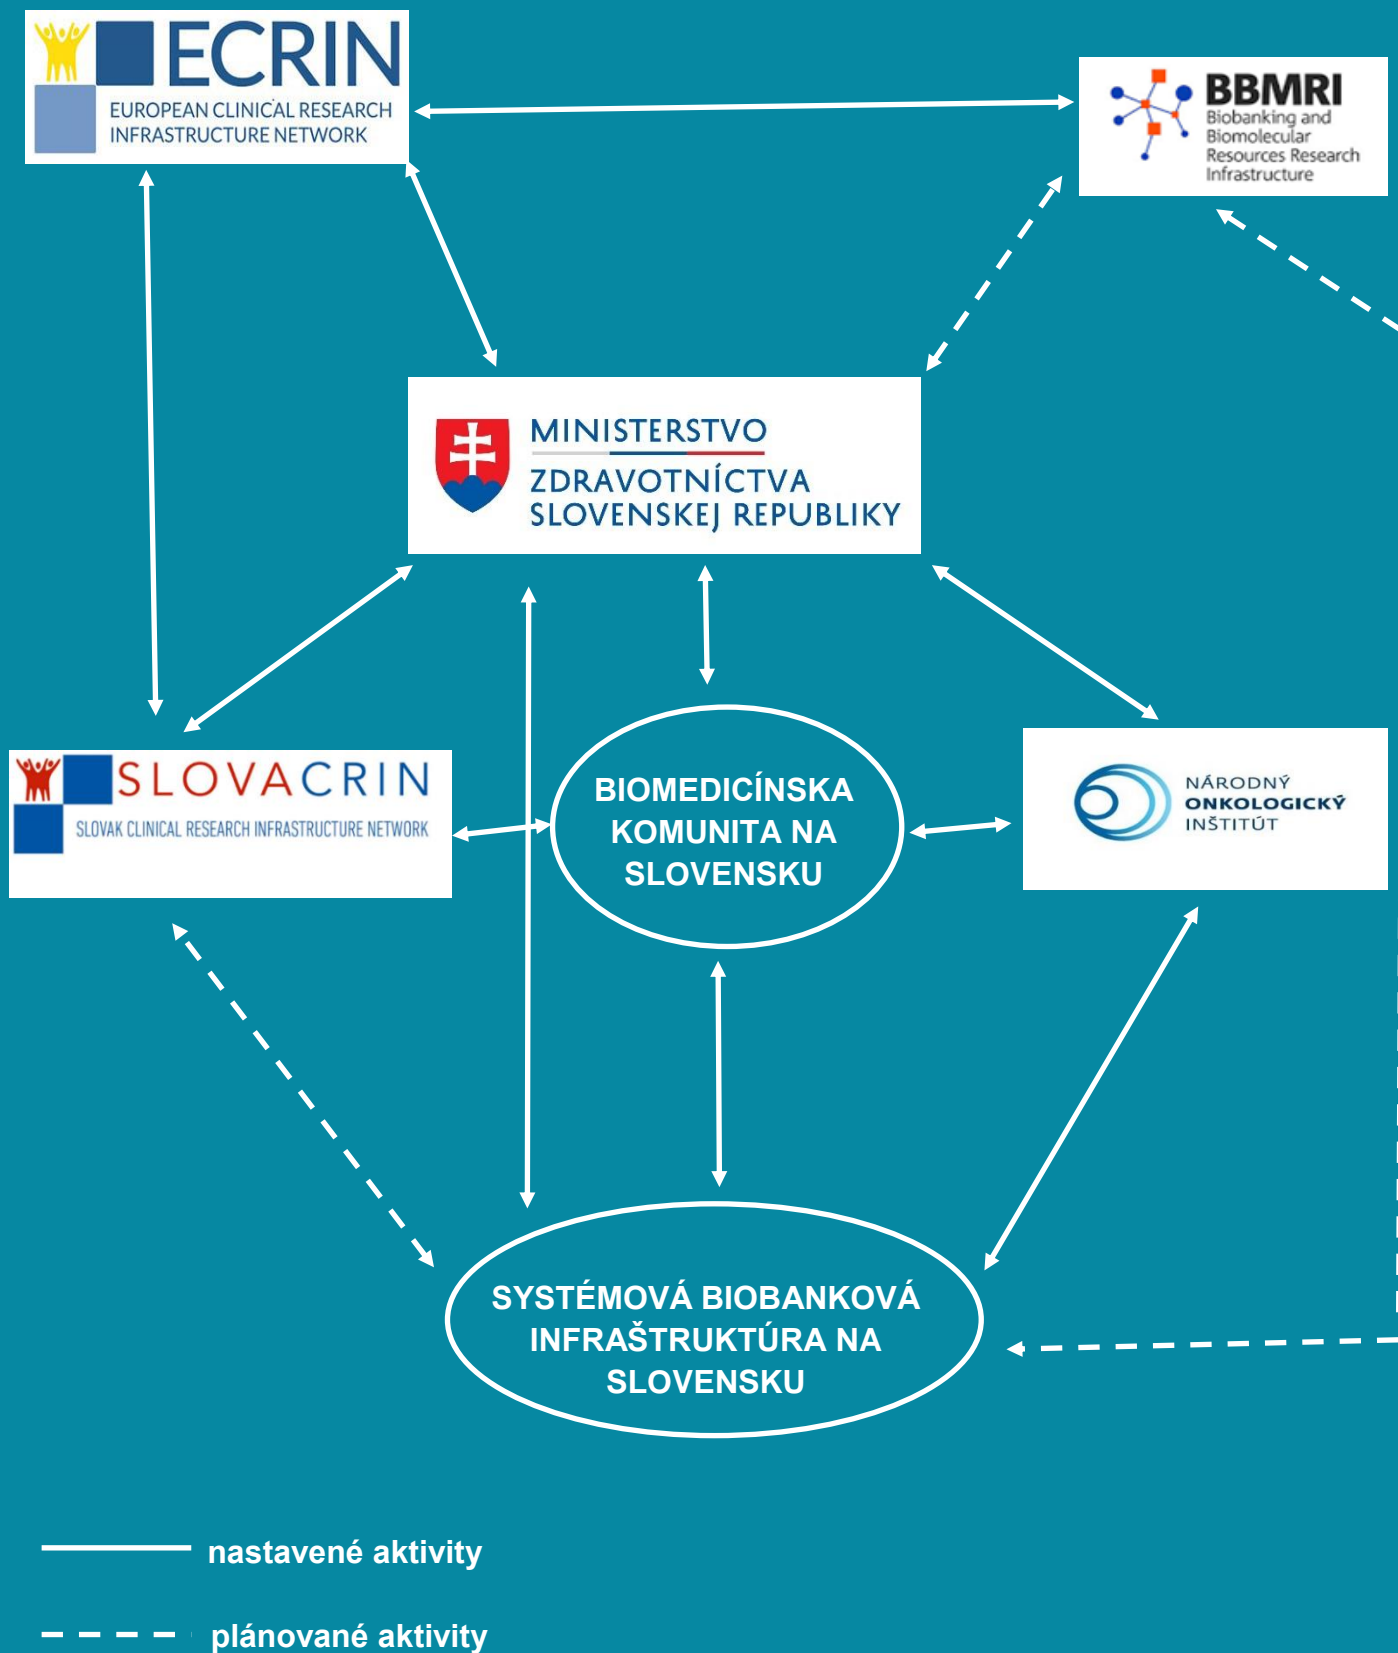 ECRIN
EUROPEAN CLINICAL RESEARCH
INFRASTRUCTURE NETWORK
BBMRI
Biobanking and
Biomolecular
Resources Research
Infrastructure
MINISTERSTVO
ZDRAVOTNÍCTVA
SLOVENSKEJ REPUBLIKY
SLOVACRIN
SLOVAK CLINICAL RESEARCH INFRASTRUCTURE NETWORK
BIOMEDICÍNSKA
KOMUNITA NA
SLOVENSKU
NÁRODNÝ
ONKOLOGICKÝ
INŠTITÚT
SYSTÉMOVÁ BIOBANKOVÁ
INFRAŠTRUKTÚRA NA
SLOVENSKU
nastavené aktivity
plánované aktivity